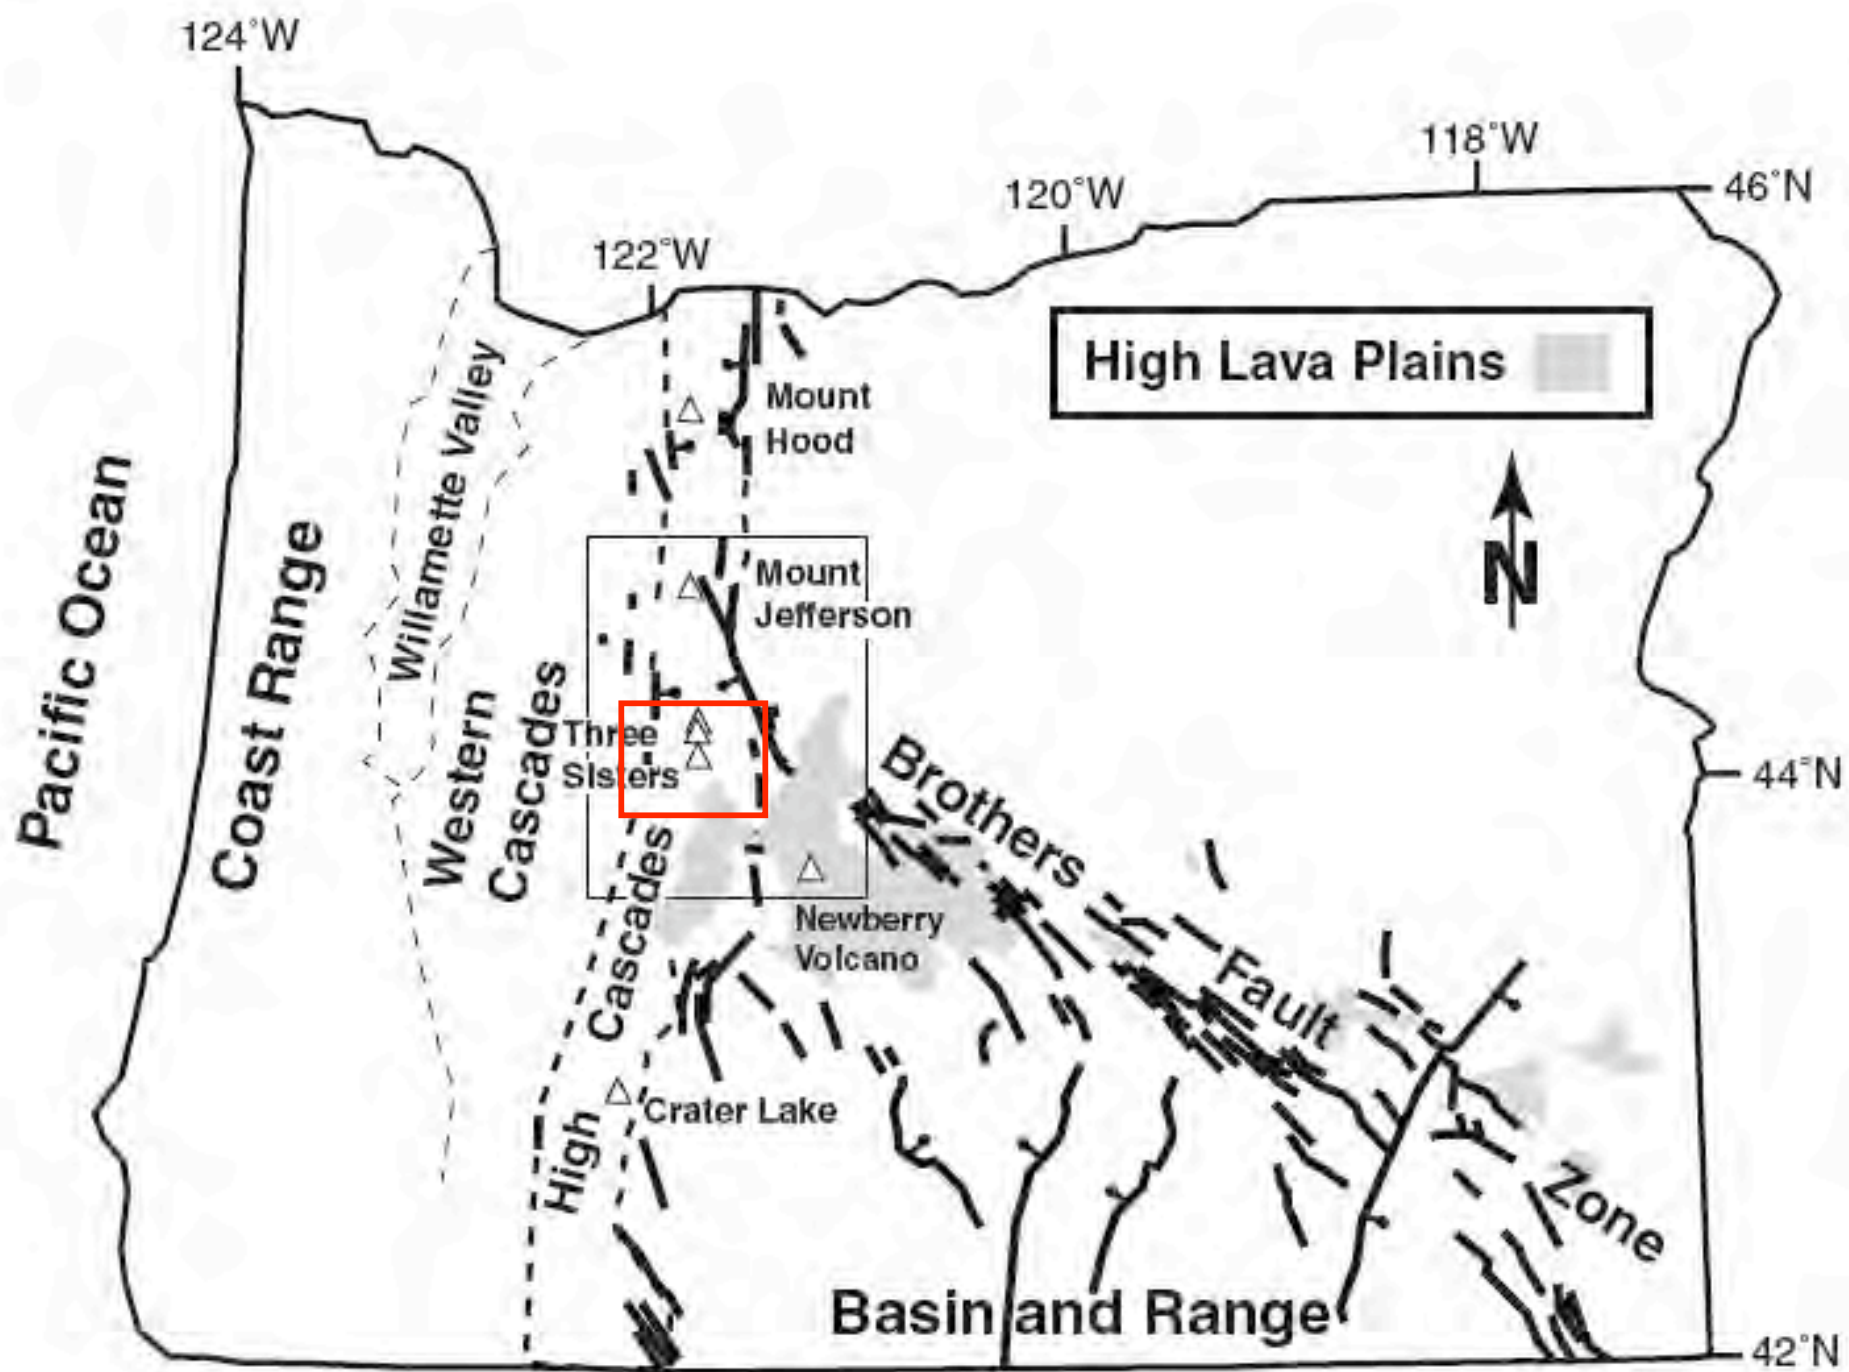 124°W
118°W
120°W
46°N
122°W
High Lava Plains
Mount
Hood
Willamette Valley
Pacific Ocean
Coast Range
N
Mount
Jefferson
Western
Cascades
Three
Sisters
Brothers
44°N
High
Cascades
Newberry
Volcano
Fault
Crater Lake
Zone
Basin and Range
42°N